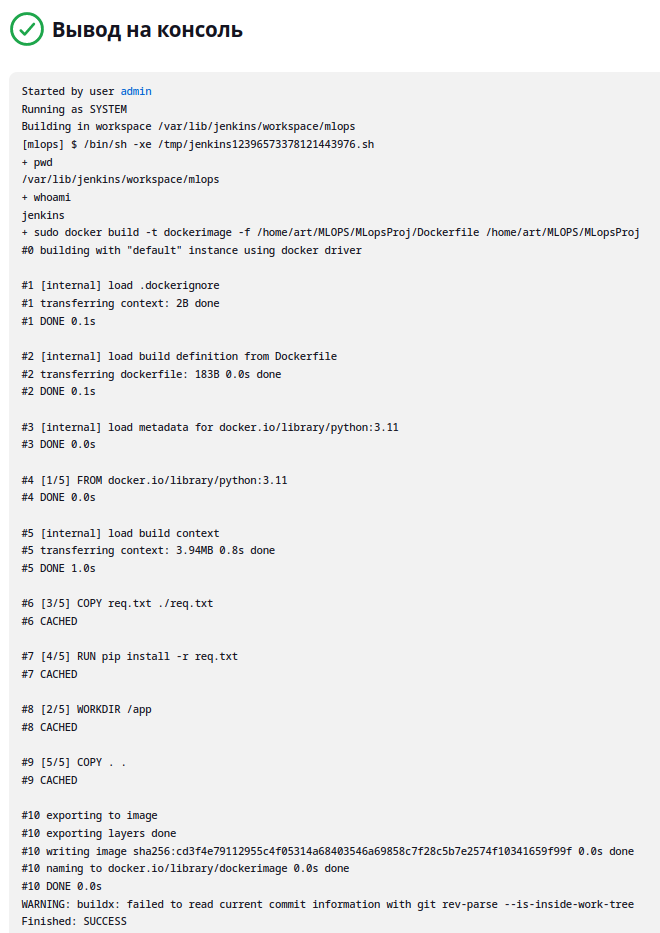 Вывод на консоль
Started by user admin
Running as SYSTEM
Building in workspace /var/lib/jenkins/workspace/mlops
[mlops] $ /bin/sh -xe /tmp/jenkins12396573378121443976.sh
+ pwd
/var/lib/jenkins/workspace/mlops
+ whoami
jenkins
+ sudo docker build -t dockerimage -f /home/art/MLOPS/MLopsProj/Dockerfile /home/art/MLOPS/MLopsProj
#0 building with "default" instance using docker driver
#1 [internal] load .dockerignore
#1 transferring context: 2B done
#1 DONE 0.1s
#2 [internal] load build definition from Dockerfile
#2 transferring dockerfile: 183B 0.0s done
#2 DONE 0.1s
#3 [internal] load metadata for docker.io/library/python:3.11
#3 DONE 0.0s
#4 [1/5] FROM docker.io/library/python:3.11
#4 DONE 0.0s
#5 [internal] load build context
#5 transferring context: 3.94MB 0.8s done
#5 DONE 1.0s
#6 [3/5] COPY req.txt ./req.txt
#6 CACHED
#7 [4/5] RUN pip install -r req.txt
#7 CACHED
#8 [2/5] WORKDIR /app
#8 CACHED
#9 [5/5] COPY . .
#9 CACHED
#10 exporting to image
#10 exporting layers done
#10 writing image sha256:cd3f4e79112955c4f05314a68403546a69858c7f28c5b7e2574f10341659f99f 0.0s done
#10 naming to docker.io/library/dockerimage 0.0s done
#10 DONE 0.0s
WARNING: buildx: failed to read current commit information with git rev-parse --is-inside-work-tree
Finished: SUCCESS